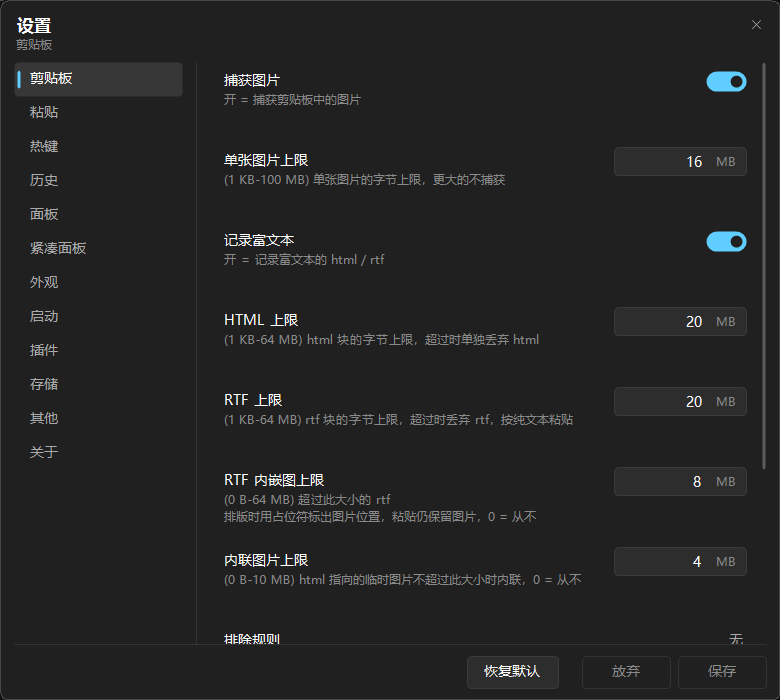 设置
剪贴板
剪贴板
粘贴
热键
历史
面板
紧凑面板
外观
启动
插件
存储
其他
关于
捕获图片
开 = 捕获剪贴板中的图片
单张图片上限
(1 KB-100 MB) 单张图片的字节上限，更大的不捕获
16 MB
记录富文本
开 = 记录富文本的 html / rtf
HTML 上限
(1 KB-64 MB) html 块的字节上限，超过时单独丢弃 html
20 MB
RTF 上限
(1 KB-64 MB) rtf 块的字节上限，超过时丢弃 rtf，按纯文本粘贴
20 MB
RTF 内嵌图上限
(0 B-64 MB) 超过此大小的 rtf
排版时用占位符标出图片位置，粘贴仍保留图片，0 = 从不
8 MB
内联图片上限
(0 B-10 MB) html 指向的临时图片不超过此大小时内联，0 = 从不
4 MB
排除规则
无
恢复默认
放弃
保存